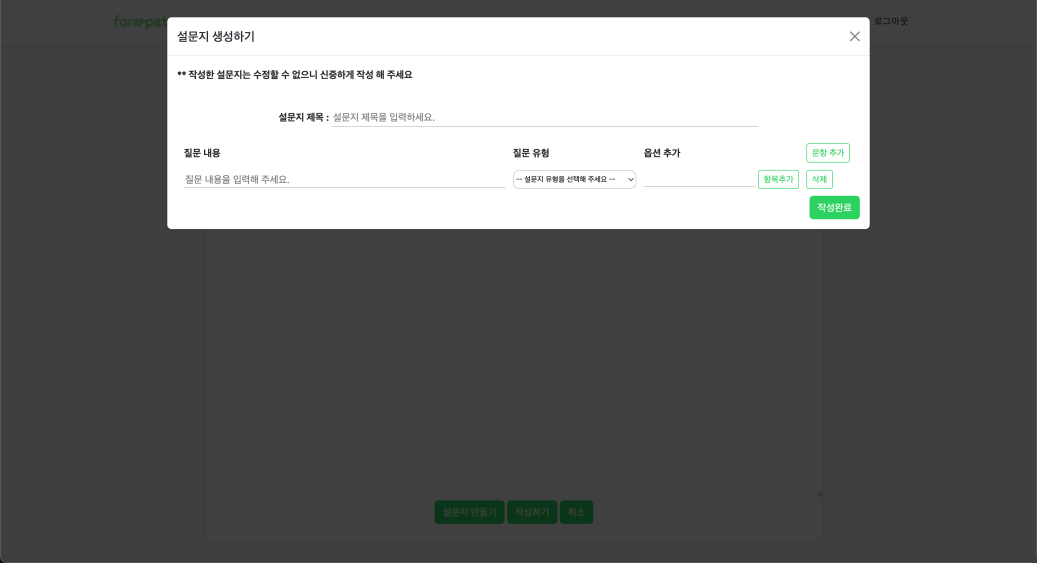 forepet
로그아웃
설문지 생성하기
** 작성한 설문지는 수정할 수 없으니 신중하게 작성 해 주세요
설문지 제목 : 설문지 제목을 입력하세요.
질문 내용 질문 유형 옵션 추가 문항 추가
질문 내용을 입력해 주세요. -- 설문지 유형을 선택해 주세요 -- 항목추가 삭제
작성완료
설문지 만들기 작성하기 취소